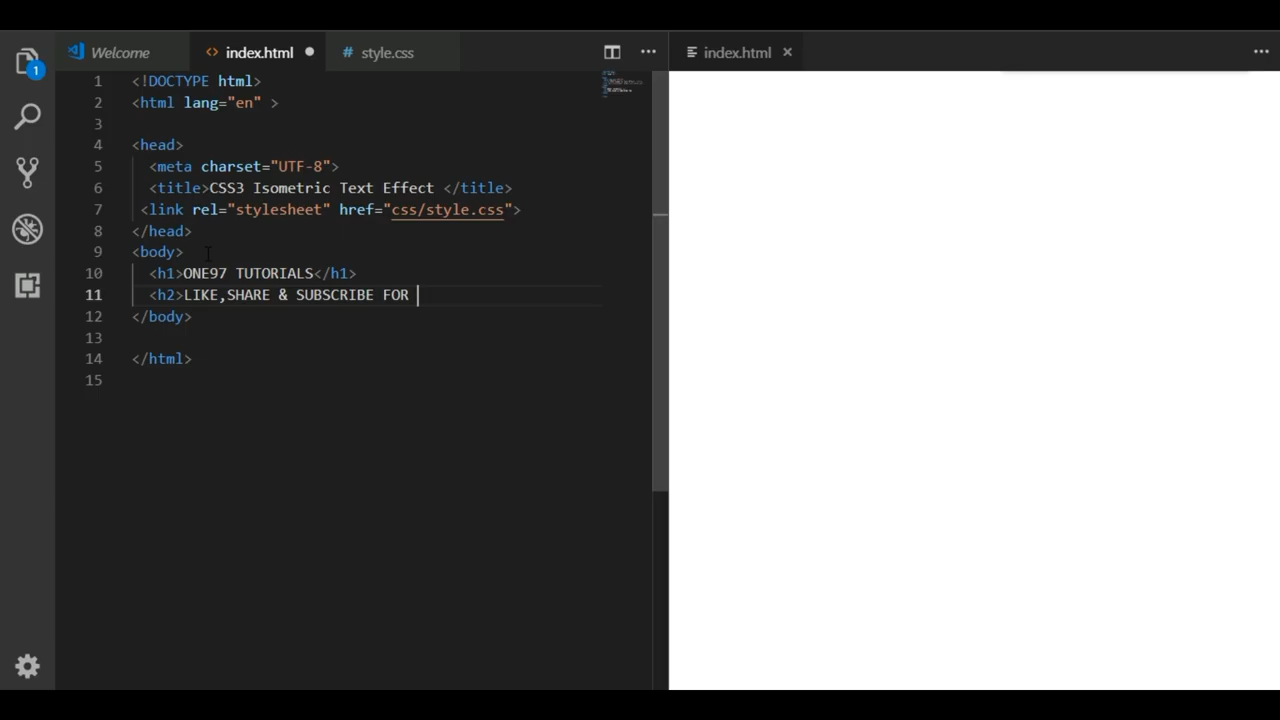 Welcome
index.html
style.css
index.html
1
1 <!DOCTYPE html>
2 <html lang="en" >
3
4 <head>
5 <meta charset="UTF-8">
6 <title>CSS3 Isometric Text Effect </title>
7 <link rel="stylesheet" href="css/style.css">
8 </head>
9 <body>
10 <h1>ONE97 TUTORIALS</h1>
11 <h2>LIKE,SHARE & SUBSCRIBE FOR
12 </body>
13
14 </html>
15